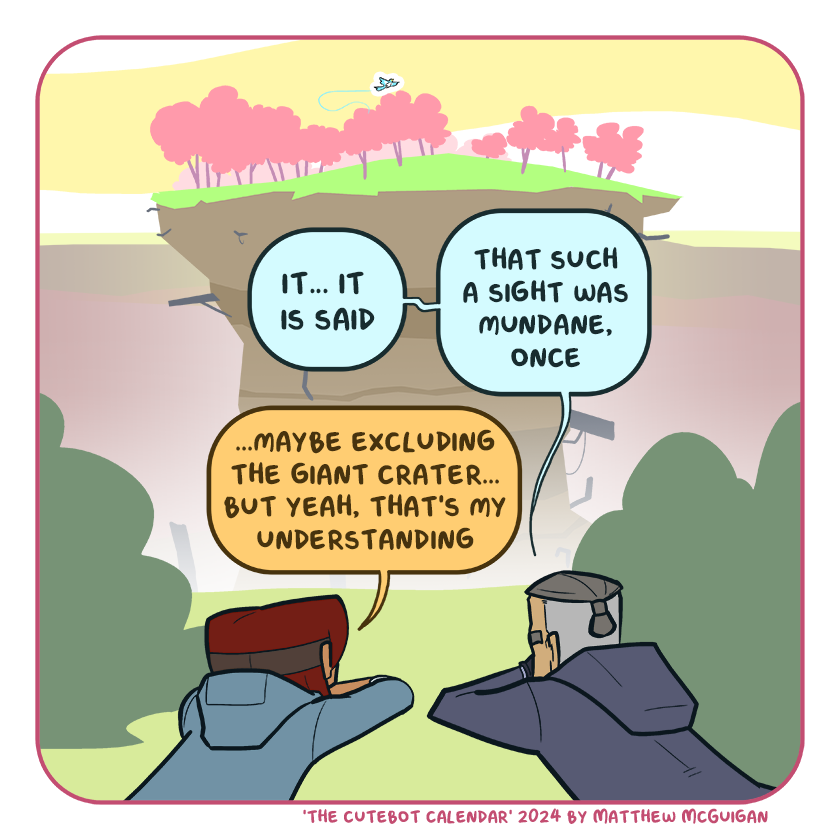 IT... IT
IS SAID
THAT SUCH
A SIGHT WAS
MUNDANE,
ONCE
...MAYBE EXCLUDING
THE GIANT CRATER...
BUT YEAH, THAT'S MY
UNDERSTANDING
'THE CUTEBOT CALENDAR' 2024 BY MATTHEW MCGUIGAN